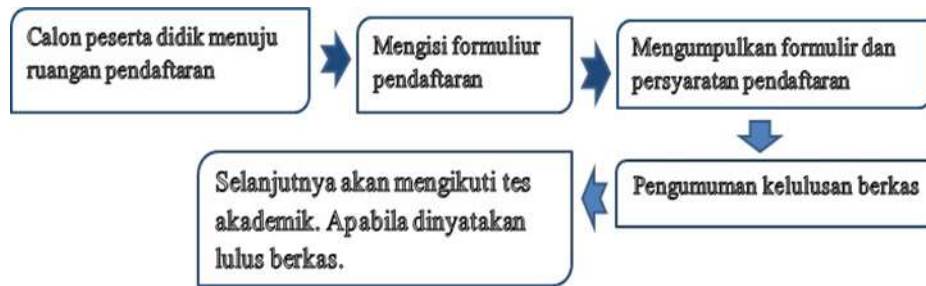 Calon peserta didik menuju
ruangan pendaftaran
Mengisi formuliur
pendaftaran
Mengumpulkan formulir dan
persyaratan pendaftaran
Pengumuman kelulusan berkas
Selanjutnya akan mengikuti tes
akademik. Apabila dinyatakan
lulus berkas.